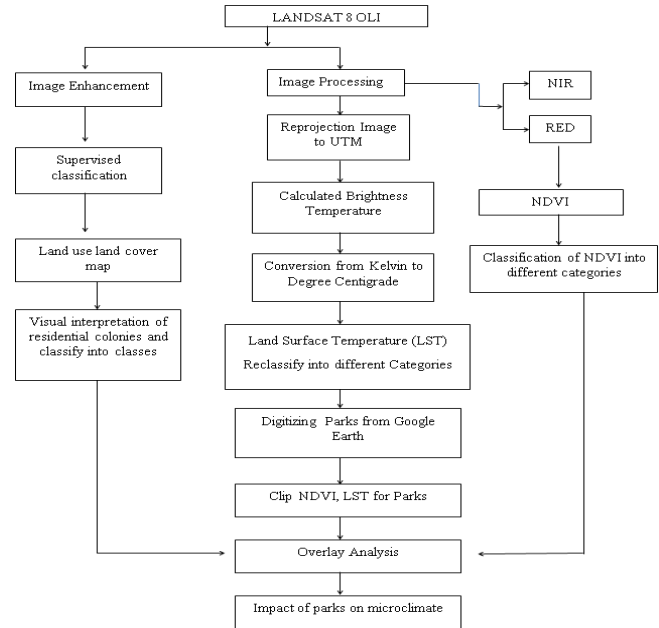 LANDSAT 8 OLI
Image Enhancement
Image Processing
NIR
RED
Reprojection Image
to UTM
Supervised
classification
Calculated Brightness
Temperature
NDVI
Land use land cover
map
Conversion from Kelvin to
Degree Centigrade
Classification of NDVI into
different categories
Visual interpretation of
residential colonies and
classify into classes
Land Surface Temperature (LST)
Reclassify into different Categories
Digitizing Parks from Google
Earth
Clip NDVI, LST for Parks
Overlay Analysis
Impact of parks on microclimate